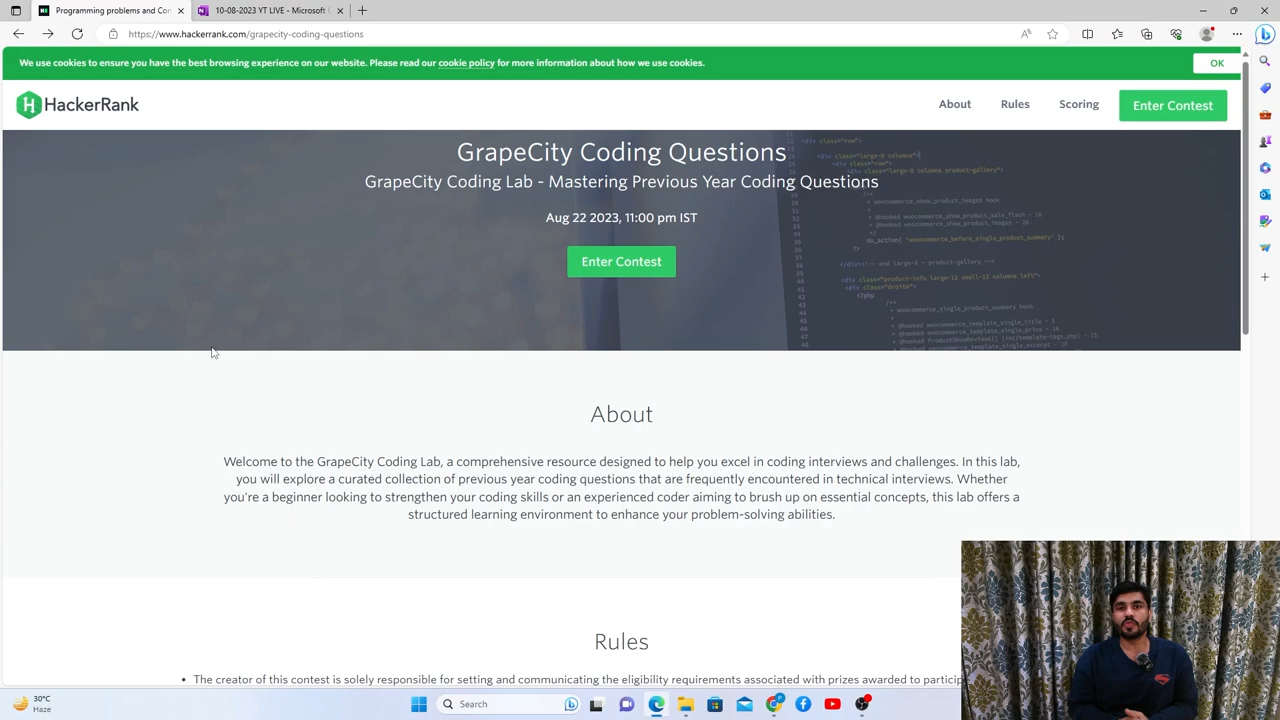 Programming problems and Con
10-08-2023 YT LIVE - Microsoft
https://www.hackerrank.com/grapecity-coding-questions
We use cookies to ensure you have the best browsing experience on our website. Please read our cookie policy for more information about how we use cookies.
OK
HackerRank
About
Rules
Scoring
Enter Contest
GrapeCity Coding Questions
GrapeCity Coding Lab - Mastering Previous Year Coding Questions
Aug 22 2023, 11:00 pm IST
Enter Contest
About
Welcome to the GrapeCity Coding Lab, a comprehensive resource designed to help you excel in coding interviews and challenges. In this lab,
you will explore a curated collection of previous year coding questions that are frequently encountered in technical interviews. Whether
you're a beginner looking to strengthen your coding skills or an experienced coder aiming to brush up on essential concepts, this lab offers a
structured learning environment to enhance your problem-solving abilities.
Rules
• The creator of this contest is solely responsible for setting and communicating the eligibility requirements associated with prizes awarded to particip
30°C
Haze
Search